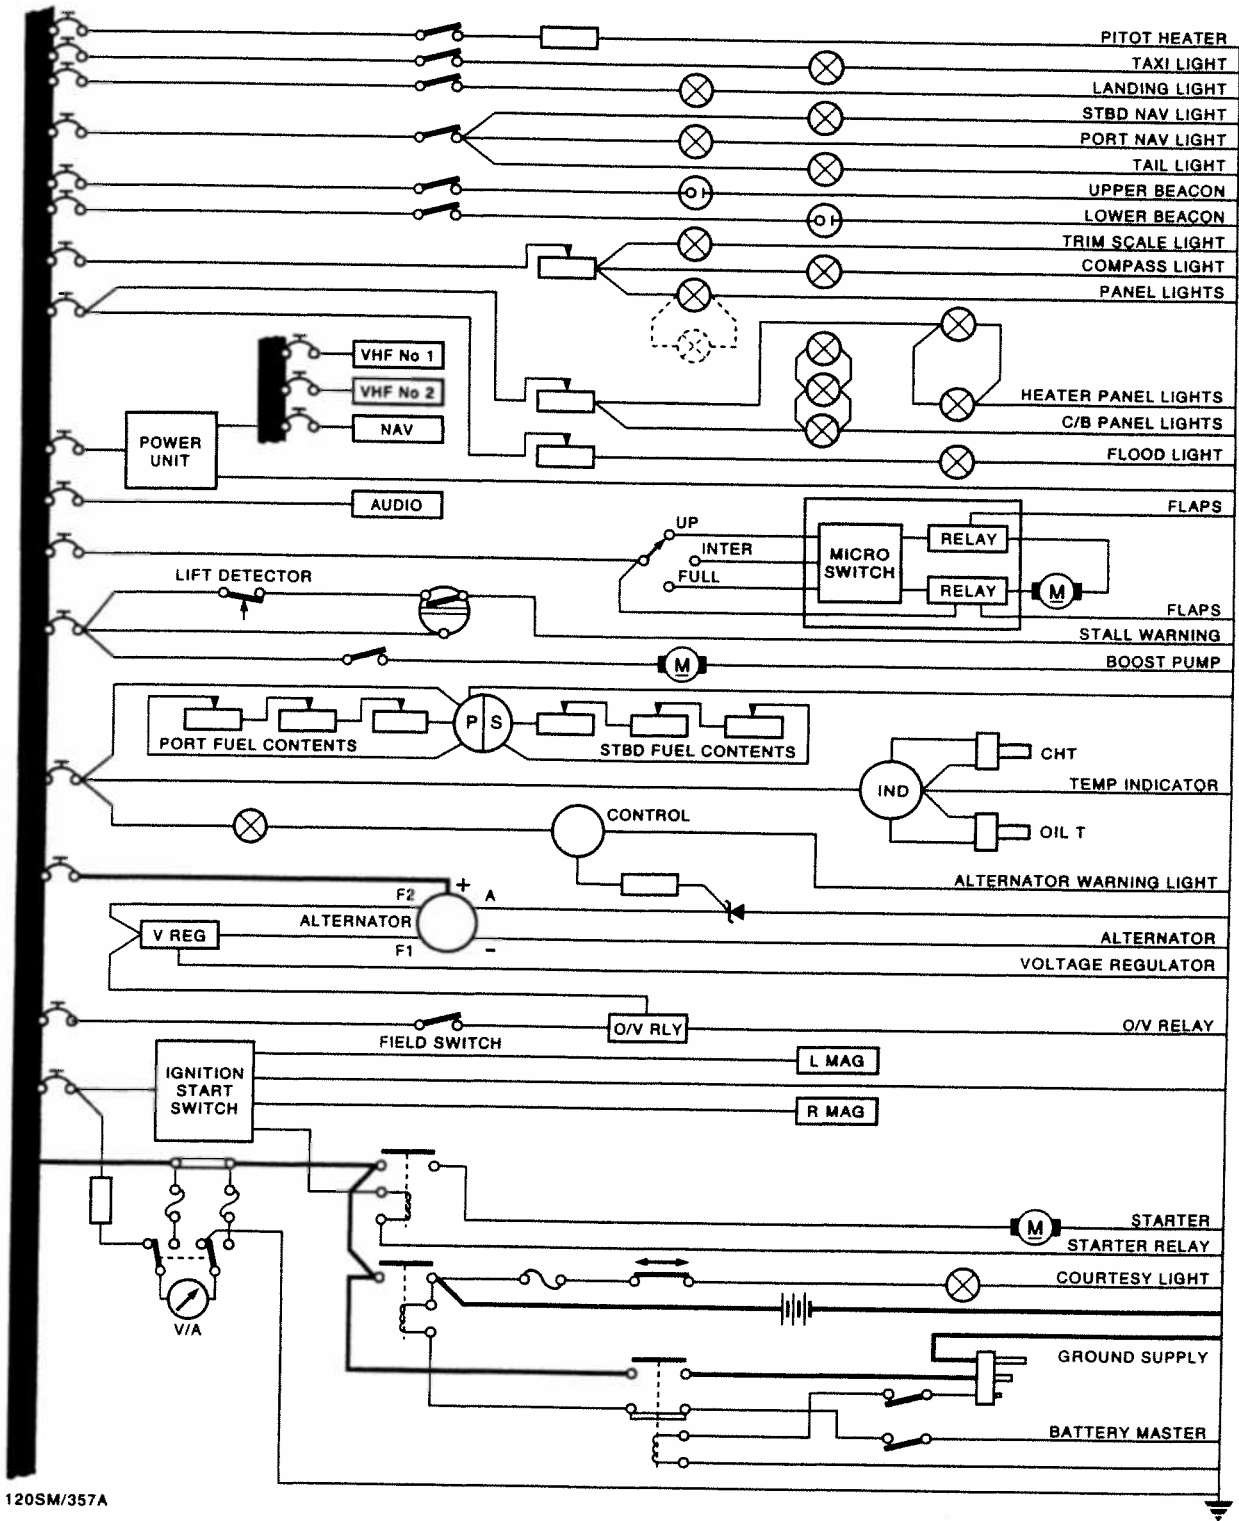 PITOT HEATER
TAXI LIGHT
LANDING LIGHT
STBD NAV LIGHT
PORT NAV LIGHT
TAIL LIGHT
UPPER BEACON
LOWER BEACON
TRIM SCALE LIGHT
COMPASS LIGHT
PANEL LIGHTS
VHF No 1
VHF No 2
HEATER PANEL LIGHTS
C/B PANEL LIGHTS
NAV
POWER
UNIT
FLOOD LIGHT
AUDIO
FLAPS
UP
INTER
FULL
MICRO
SWITCH
RELAY
RELAY
M
LIFT DETECTOR
FLAPS
STALL WARNING
M
BOOST PUMP
P S
PORT FUEL CONTENTS
STBD FUEL CONTENTS
CHT
IND
TEMP INDICATOR
OIL T
CONTROL
ALTERNATOR WARNING LIGHT
+
F2
A
ALTERNATOR
V REG
F1
-
ALTERNATOR
VOLTAGE REGULATOR
O/V RLY
O/V RELAY
FIELD SWITCH
IGNITION
START
SWITCH
L MAG
R MAG
M
STARTER
STARTER RELAY
COURTESY LIGHT
V/A
GROUND SUPPLY
BATTERY MASTER
120SM/357A